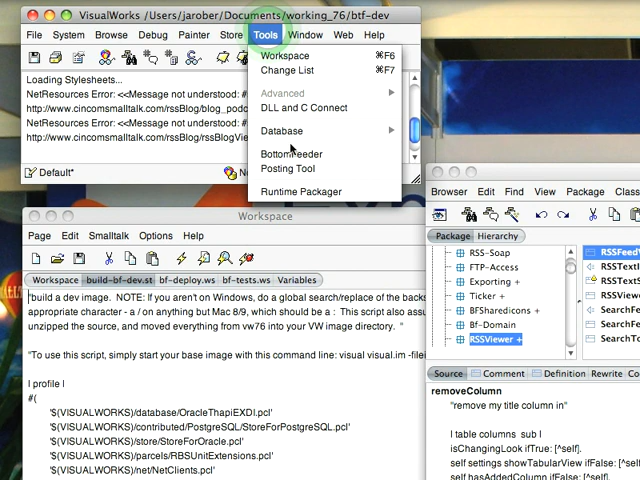 VisualWorks /Users/jarober/Documents/working_76/btf-dev
File System Browse Debug Painter Store Tools Window Web Help
Loading Stylesheets...
NetResources Error: <<Message not understood: #
http://www.cincomsmalltalk.com/rssBlog/blog_podc
NetResources Error: <<Message not understood: #
http://www.cincomsmalltalk.com/rssBlog/rssBlogVie
Default*
Workspace ⌘F6
Change List ⌘F7
Advanced
DLL and C Connect
Database
BottomFeeder
Posting Tool
Runtime Packager
Workspace
Page Edit Smalltalk Options Help
Workspace build-bf-dev.st bf-deploy.ws bf-tests.ws Variables
"build a dev image. NOTE: If you aren't on Windows, do a global search/replace of the backs
appropriate character - a / on anything but Mac 8/9, which should be a : This script also assu
unzipped the source, and moved everything from vw76 into your VW image directory. "
"To use this script, simply start your base image with this command line: visual visual.im -filei
| profile |
#(
'$(VISUALWORKS)/database/OracleThapiEXDI.pcl'
'$(VISUALWORKS)/contributed/PostgreSQL/StoreForPostgreSQL.pcl'
'$(VISUALWORKS)/store/StoreForOracle.pcl'
'$(VISUALWORKS)/parcels/RBSUnitExtensions.pcl'
'$(VISUALWORKS)/net/NetClients.pcl'
Browser Edit Find View Package Class
Package Hierarchy
RSS-Soap
FTP-Access
Exporting +
Ticker +
BFSharedicons +
Bf-Domain
RSSViewer +
RSSFeedV
RSSTextI
RSSTextS
RSSViewe
SearchFe
SearchFe
SearchTo
Source Comment Definition Rewrite Co
removeColumn
"remove my title column in"
| table columns sub |
isChangingLook ifTrue: [^self].
self settings showTabularView ifFalse: [^self
self hasAddedColumn ifFalse: [^self].